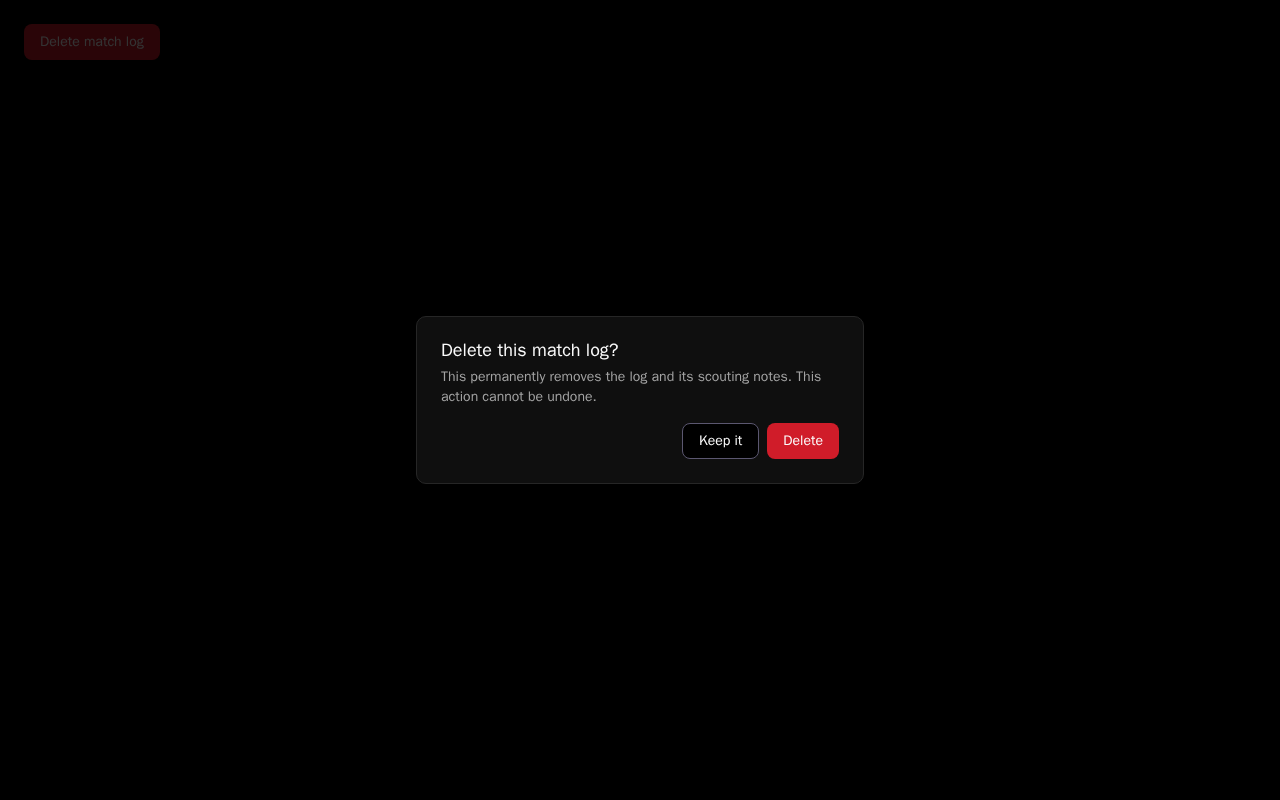 Delete match log
Delete this match log?
This permanently removes the log and its scouting notes. This
action cannot be undone.
Keep it
Delete